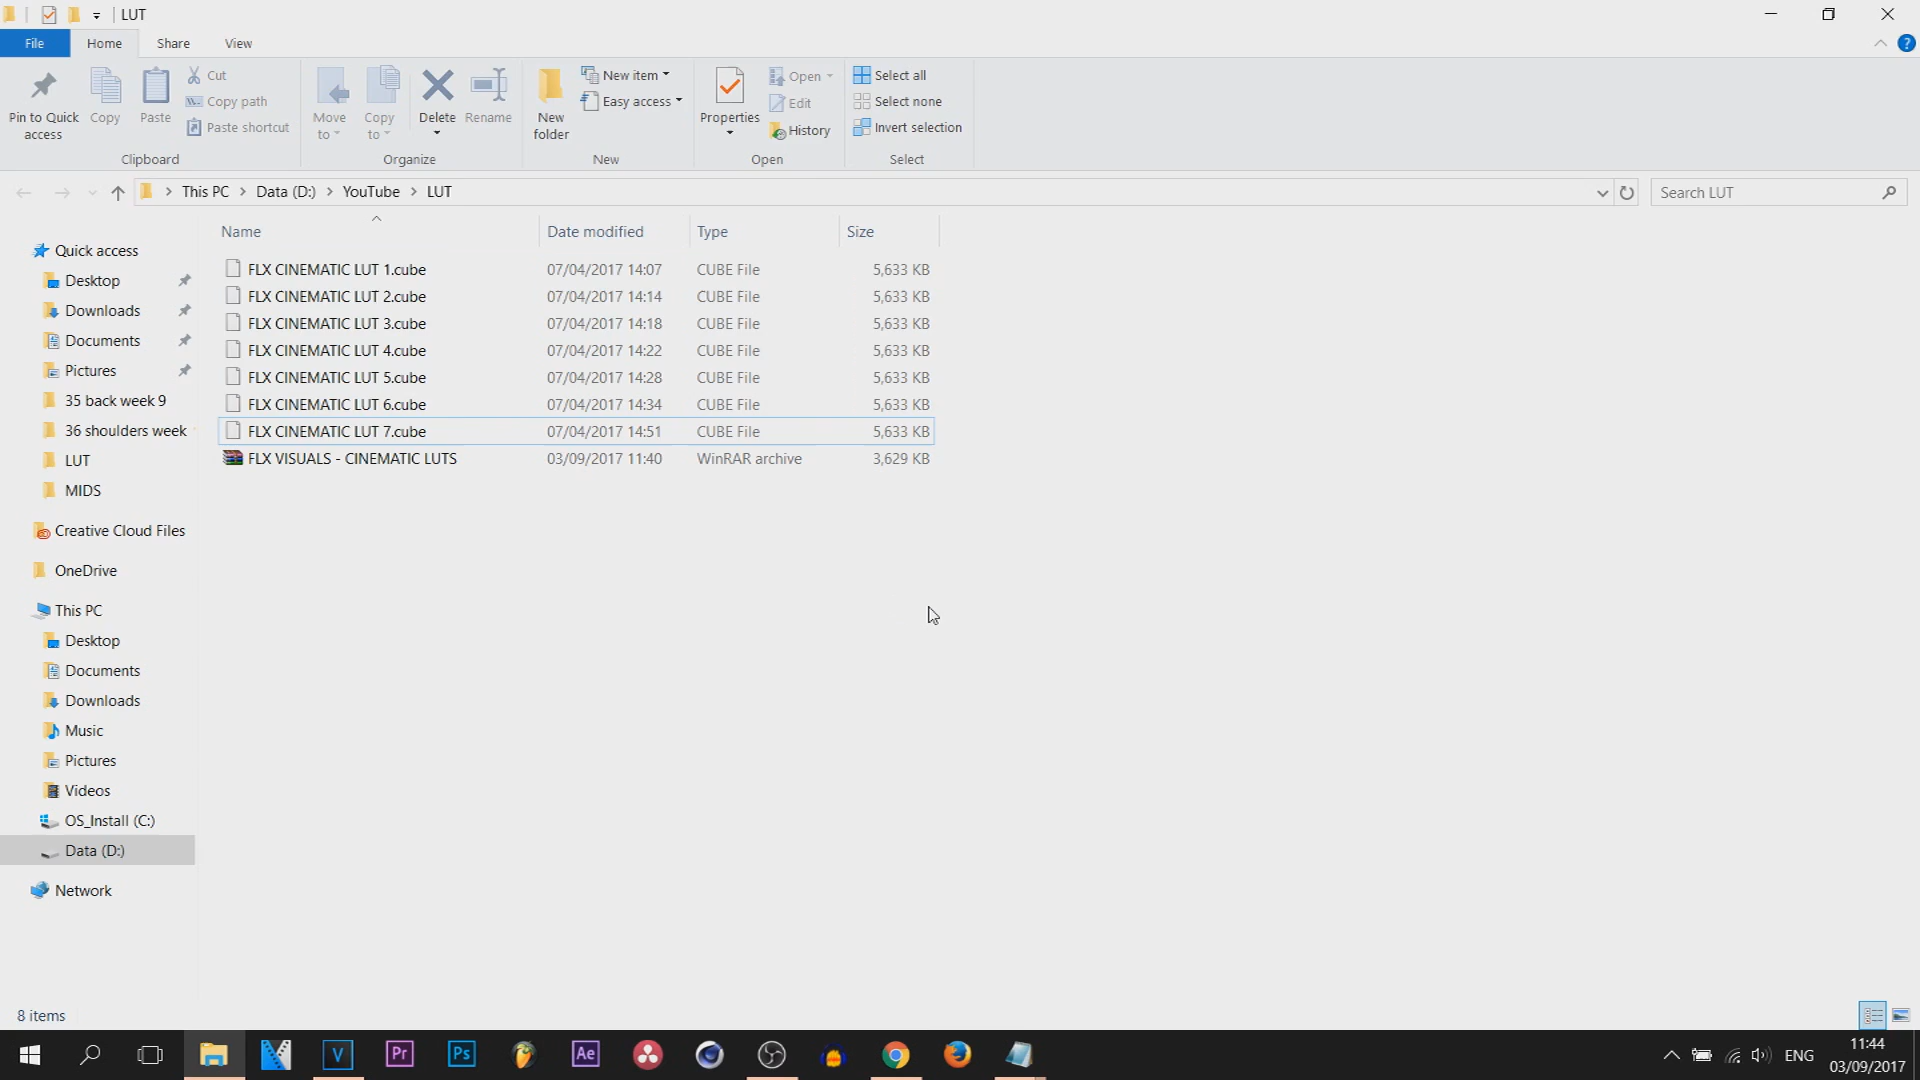 LUT
File Home Share View
Pin to Quick access
Copy
Paste
Cut
Copy path
Paste shortcut
Clipboard
Move to
Copy to
Delete
Rename
Organize
New folder
New item
Easy access
New
Properties
Open
Edit
History
Open
Select all
Select none
Invert selection
Select
This PC Data (D:) YouTube LUT
Search LUT
Name Date modified Type Size
FLX CINEMATIC LUT 1.cube 07/04/2017 14:07 CUBE File 5,633 KB
FLX CINEMATIC LUT 2.cube 07/04/2017 14:14 CUBE File 5,633 KB
FLX CINEMATIC LUT 3.cube 07/04/2017 14:18 CUBE File 5,633 KB
FLX CINEMATIC LUT 4.cube 07/04/2017 14:22 CUBE File 5,633 KB
FLX CINEMATIC LUT 5.cube 07/04/2017 14:28 CUBE File 5,633 KB
FLX CINEMATIC LUT 6.cube 07/04/2017 14:34 CUBE File 5,633 KB
FLX CINEMATIC LUT 7.cube 07/04/2017 14:51 CUBE File 5,633 KB
FLX VISUALS - CINEMATIC LUTS 03/09/2017 11:40 WinRAR archive 3,629 KB
Quick access
Desktop
Downloads
Documents
Pictures
35 back week 9
36 shoulders week
LUT
MIDS
Creative Cloud Files
OneDrive
This PC
Desktop
Documents
Downloads
Music
Pictures
Videos
OS_Install (C:)
Data (D:)
Network
8 items
V Pr Ps Ae
ENG
11:44
03/09/2017